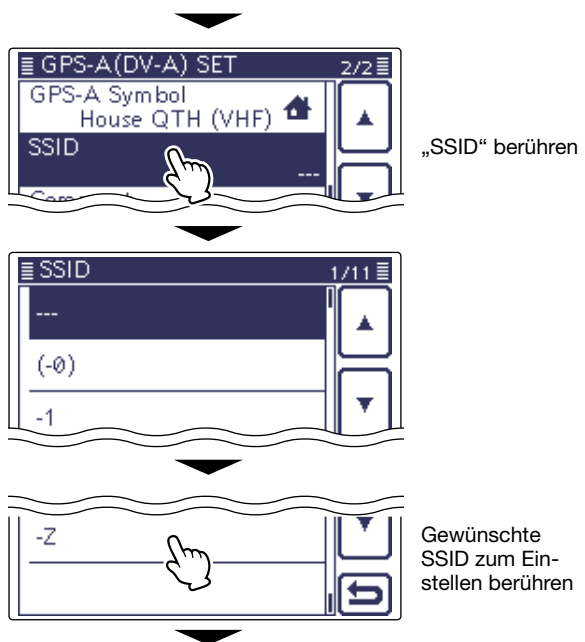 GPS-A(DV-A) SET 2/2
GPS-A Symbol
House QTH (VHF)
SSID
---
„SSID“ berühren
SSID 1/11
---
(-0)
-1
-Z
Gewünschte
SSID zum Ein-
stellen berühren